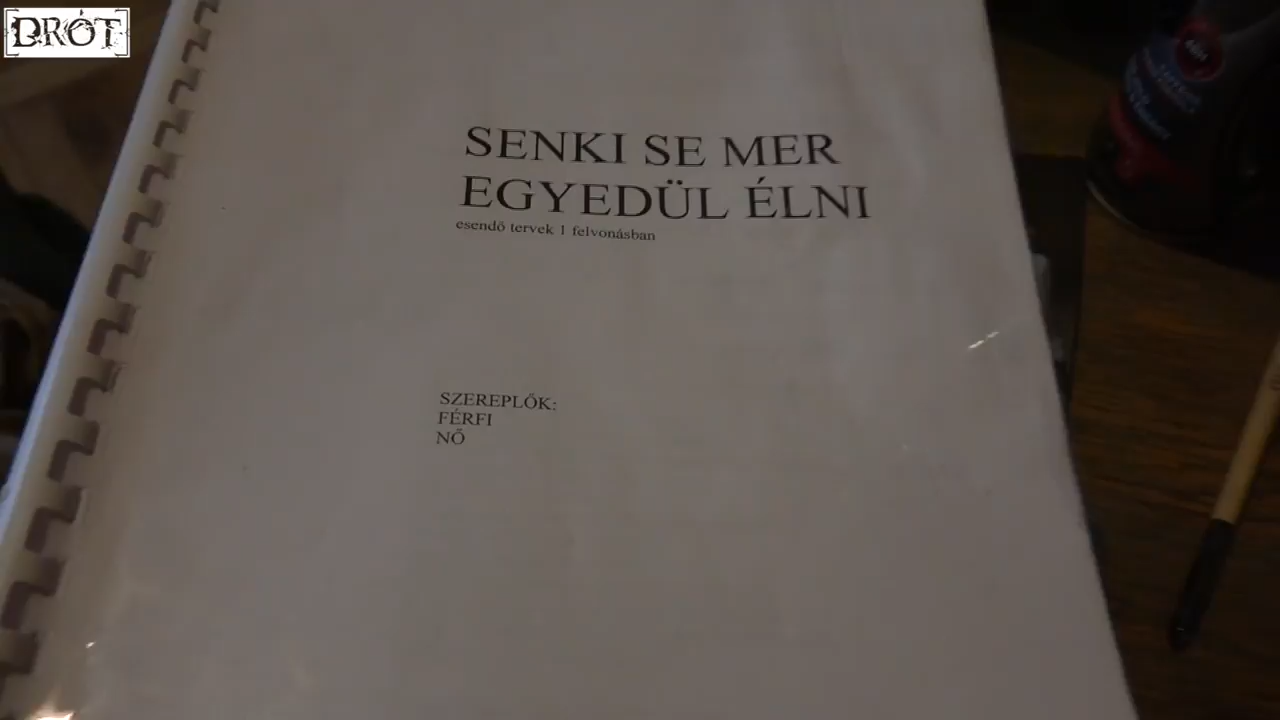 DRÓT
SENKI SE MER
EGYEDÜL ÉLNI
esendő tervek 1 felvonásban
SZEREPLŐK:
FÉRFI
NŐ